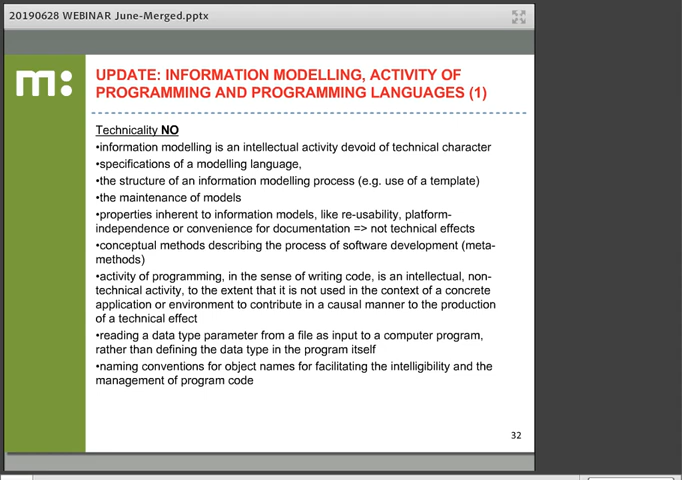 20190628 WEBINAR June-Merged.pptx
m:
UPDATE: INFORMATION MODELLING, ACTIVITY OF
PROGRAMMING AND PROGRAMMING LANGUAGES (1)
Technicality NO
•information modelling is an intellectual activity devoid of technical character
•specifications of a modelling language,
•the structure of an information modelling process (e.g. use of a template)
•the maintenance of models
•properties inherent to information models, like re-usability, platform-
independence or convenience for documentation => not technical effects
•conceptual methods describing the process of software development (meta-
methods)
•activity of programming, in the sense of writing code, is an intellectual, non-
technical activity, to the extent that it is not used in the context of a concrete
application or environment to contribute in a causal manner to the production
of a technical effect
•reading a data type parameter from a file as input to a computer program,
rather than defining the data type in the program itself
•naming conventions for object names for facilitating the intelligibility and the
management of program code
32